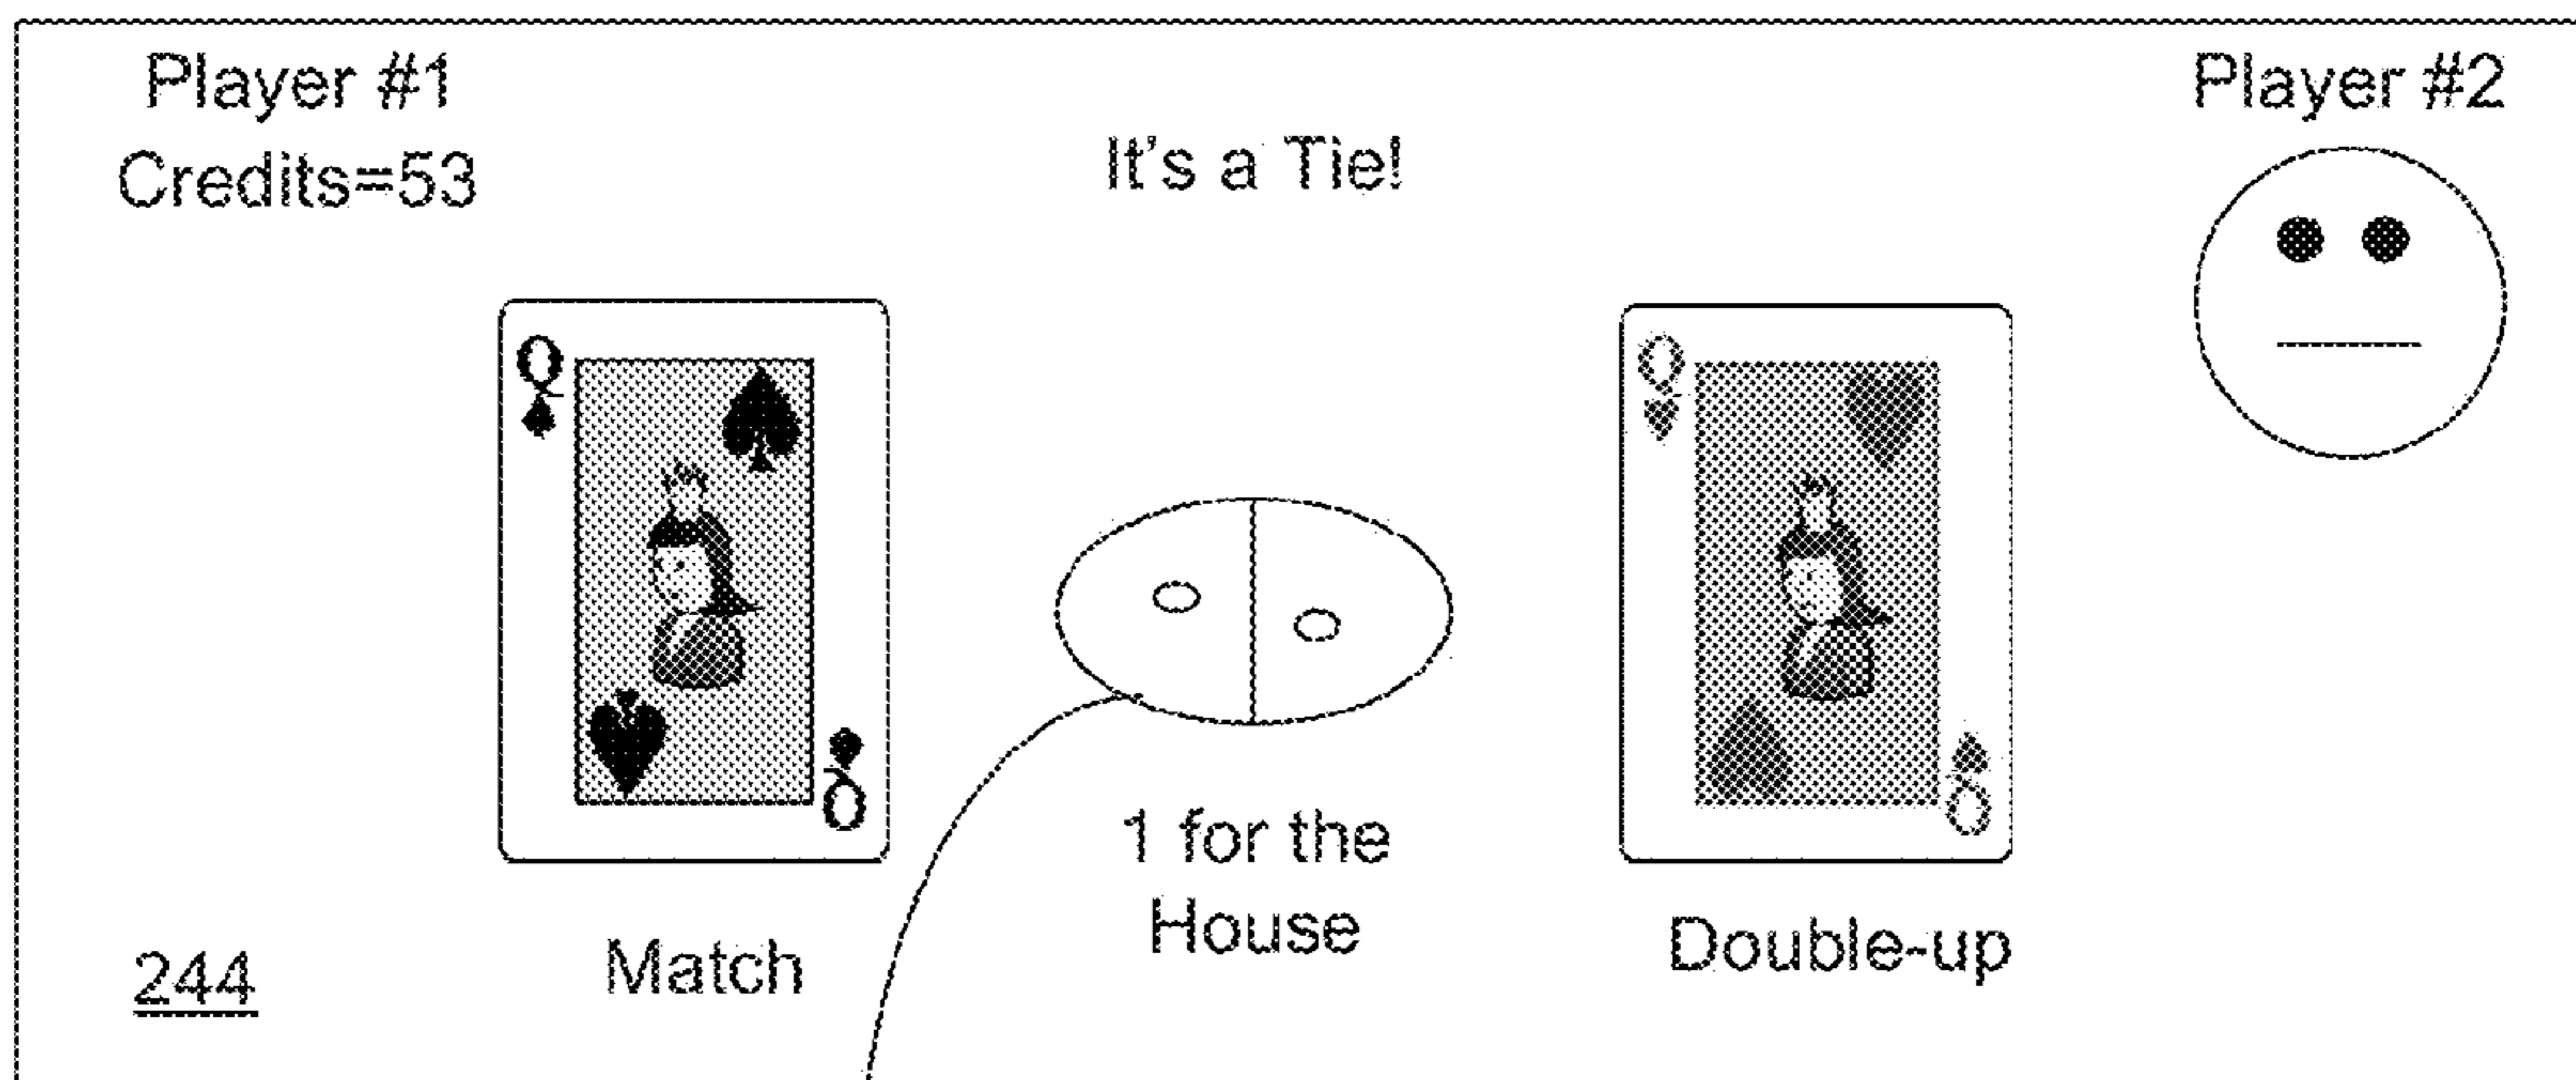 Player #1
Credits=53
It's a Tie!
Player #2
Q
Q
Q
Q
1 for the
House
Match
Double-up
244